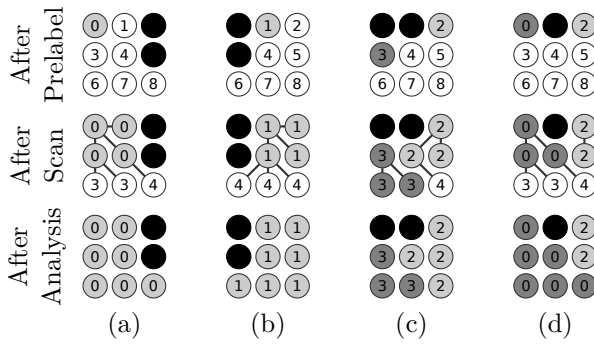 After Prelabel
0 1 1 2 2 0 2
3 4 4 5 3 4 5 3 4 5
6 7 8 6 7 8 6 7 8 6 7 8
After Scan
0 0 1 1 2 0 2
0 0 1 1 3 2 2 0 0 2
3 3 4 4 4 4 3 3 4 3 3 4
After Analysis
0 0 1 1 2 0 2
0 0 1 1 3 2 2 0 0 2
0 0 0 1 1 1 3 3 2 0 0 0
(a) (b) (c) (d)